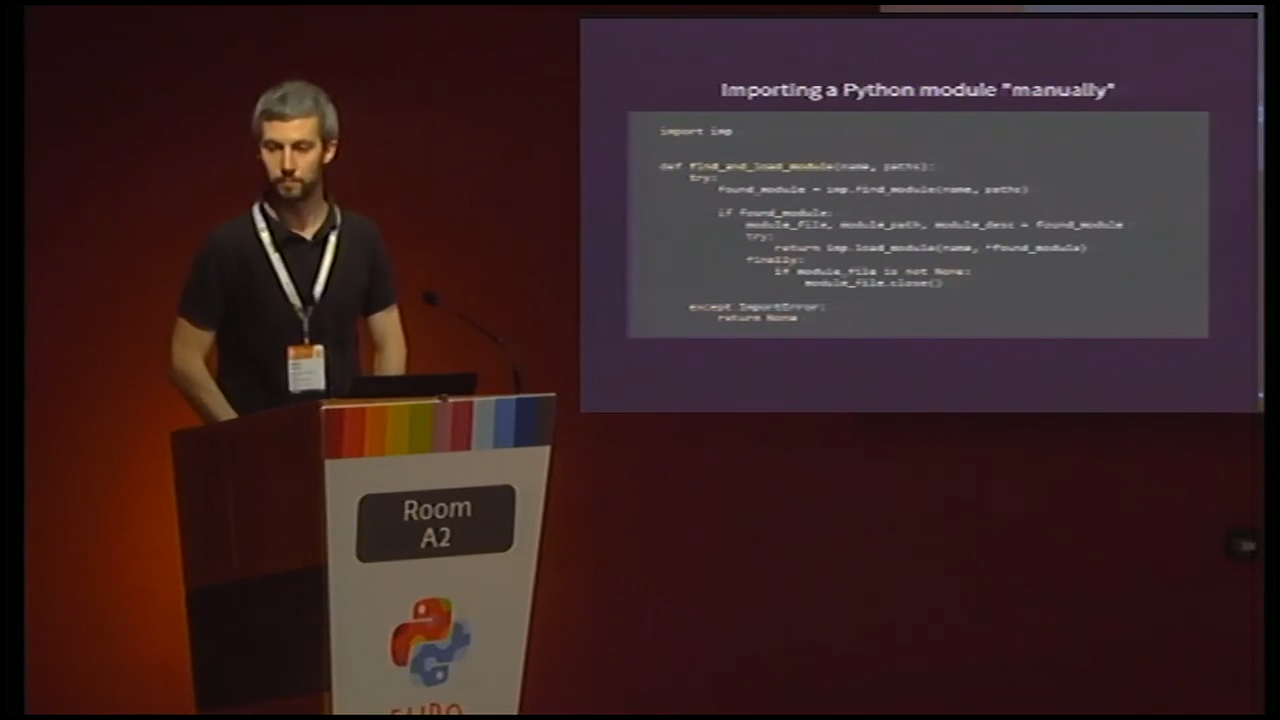 Importing a Python module "manually"
import imp
def find_and_load_module(name, paths):
try:
found_module = imp.find_module(name, paths)
if found_module:
module_file, module_path, module_desc = found_module
try:
return imp.load_module(name, *found_module)
finally:
if module_file is not None:
module_file.close()
except ImportError:
return None
Room
A2
EURO